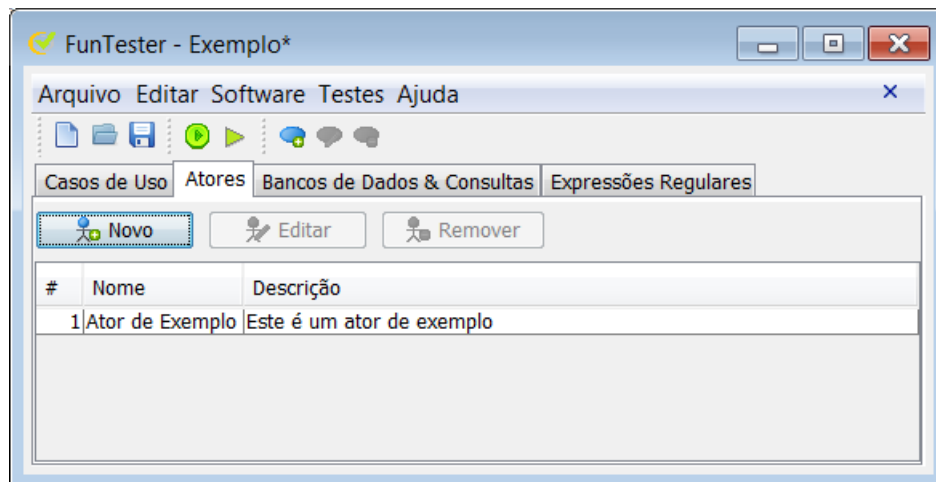 FunTester - Exemplo*
Arquivo Editar Software Testes Ajuda
Casos de Uso Atores Bancos de Dados & Consultas Expressões Regulares
Novo Editar Remover
# Nome Descrição
1 Ator de Exemplo Este é um ator de exemplo